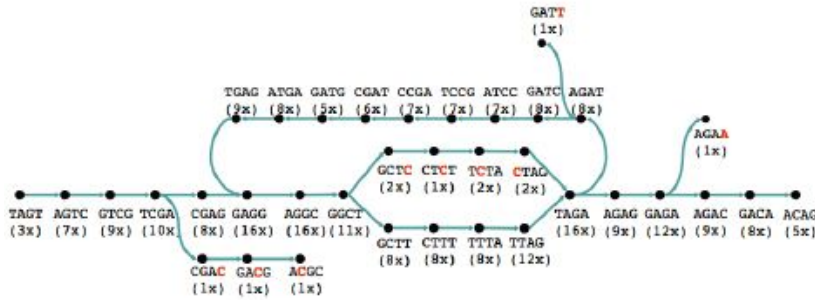 GATT
(1x)
TGAG ATGA GATG CGAT CCGA TCCG ATCC GATC AGAT
(9x) (8x) (5x) (6x) (7x) (7x) (7x) (8x) (8x)
AGAA
(1x)
GCTC CTCT TCTA CTAG
(2x) (1x) (2x) (2x)
TAGT AGTC GTCG TCGA CGAG GAGG AGGC GGCT TAGA AGAG GAGA AGAC GACA ACAG
(3x) (7x) (9x) (10x) (8x) (16x) (16x) (11x) (16x) (9x) (12x) (9x) (8x) (5x)
GCTT CTTT TTTA TTAG
(8x) (8x) (8x) (12x)
CGAC GACG ACGC
(1x) (1x) (1x)